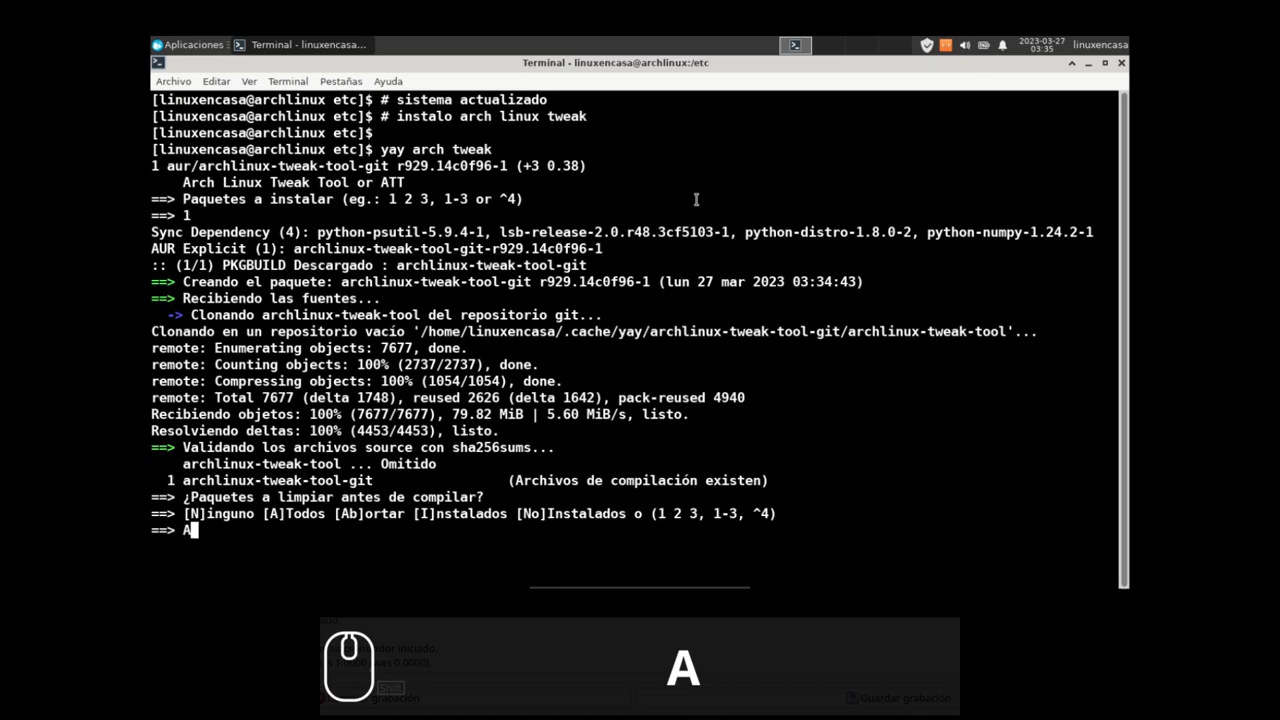 Aplicaciones
Terminal - linuxencasa...
2023-03-27
03:35
linuxencasa
Terminal - linuxencasa@archlinux:/etc
Archivo Editar Ver Terminal Pestañas Ayuda
[linuxencasa@archlinux etc]$ # sistema actualizado
[linuxencasa@archlinux etc]$ # instalo arch linux tweak
[linuxencasa@archlinux etc]$
[linuxencasa@archlinux etc]$ yay arch tweak
1 aur/archlinux-tweak-tool-git r929.14c0f96-1 (+3 0.38)
Arch Linux Tweak Tool or ATT
==> Paquetes a instalar (eg.: 1 2 3, 1-3 or ^4)
==> 1
Sync Dependency (4): python-psutil-5.9.4-1, lsb-release-2.0.r48.3cf5103-1, python-distro-1.8.0-2, python-numpy-1.24.2-1
AUR Explicit (1): archlinux-tweak-tool-git-r929.14c0f96-1
:: (1/1) PKGBUILD Descargado : archlinux-tweak-tool-git
==> Creando el paquete: archlinux-tweak-tool-git r929.14c0f96-1 (lun 27 mar 2023 03:34:43)
==> Recibiendo las fuentes...
-> Clonando archlinux-tweak-tool del repositorio git...
Clonando en un repositorio vacío '/home/linuxencasa/.cache/yay/archlinux-tweak-tool-git/archlinux-tweak-tool'...
remote: Enumerating objects: 7677, done.
remote: Counting objects: 100% (2737/2737), done.
remote: Compressing objects: 100% (1054/1054), done.
remote: Total 7677 (delta 1748), reused 2626 (delta 1642), pack-reused 4940
Recibiendo objetos: 100% (7677/7677), 79.82 MiB | 5.60 MiB/s, listo.
Resolviendo deltas: 100% (4453/4453), listo.
==> Validando los archivos source con sha256sums...
archlinux-tweak-tool ... Omitido
1 archlinux-tweak-tool-git (Archivos de compilación existen)
==> ¿Paquetes a limpiar antes de compilar?
==> [N]inguno [A]Todos [Ab]ortar [I]nstalados [No]Instalados o (1 2 3, 1-3, ^4)
==> A
iniciado.
0.0000)
Shift
A
Guardar grabación